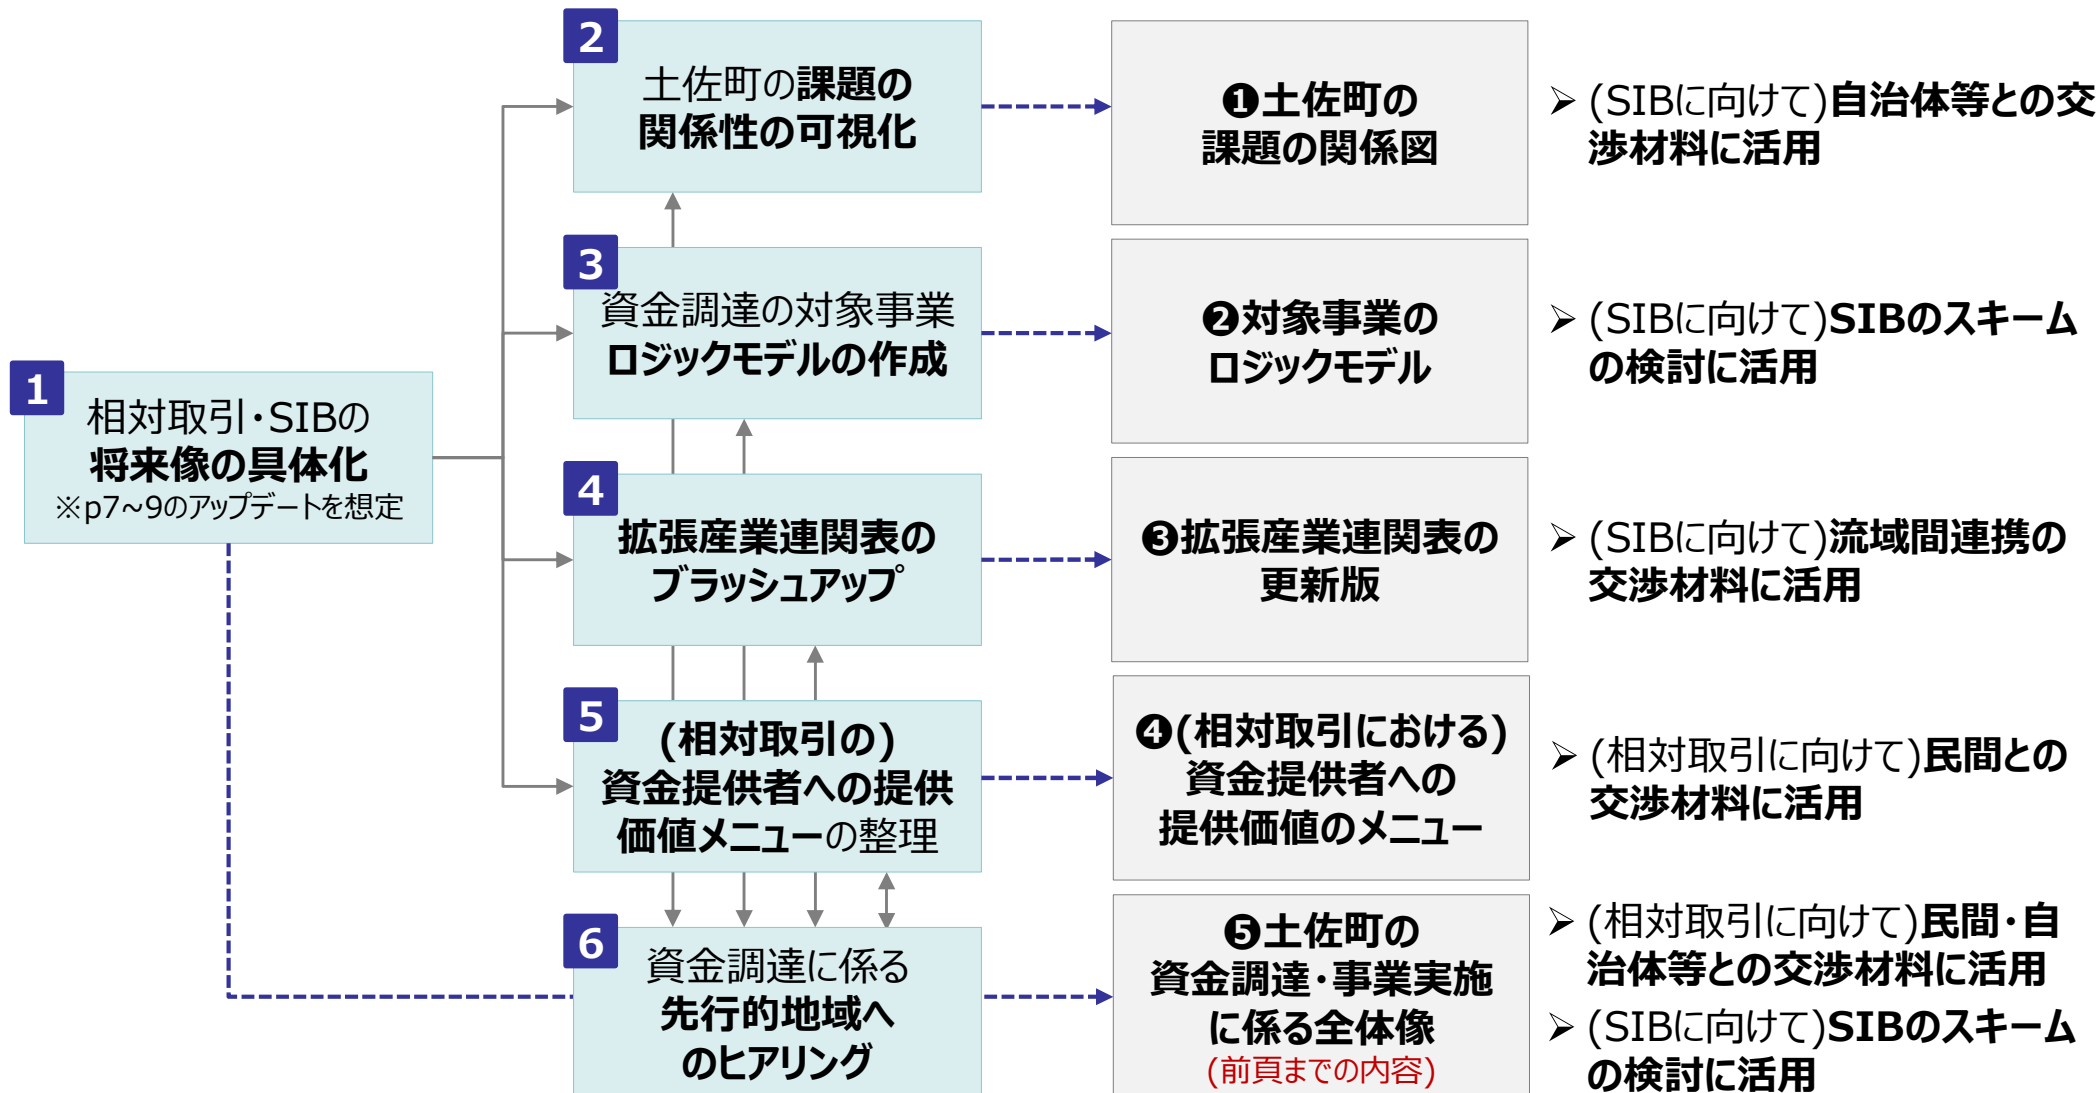 1
相対取引・SIBの
将来像の具体化
※p7~9のアップデートを想定
2
土佐町の課題の
関係性の可視化
❶土佐町の
課題の関係図
➢ (SIBに向けて)自治体等との交
渉材料に活用
3
資金調達の対象事業
ロジックモデルの作成
❷対象事業の
ロジックモデル
➢ (SIBに向けて)SIBのスキーム
の検討に活用
4
拡張産業連関表の
ブラッシュアップ
❸拡張産業連関表の
更新版
➢ (SIBに向けて)流域間連携の
交渉材料に活用
5
(相対取引の)
資金提供者への提供
価値メニューの整理
❹(相対取引における)
資金提供者への
提供価値のメニュー
➢ (相対取引に向けて)民間との
交渉材料に活用
6
資金調達に係る
先行的地域へ
のヒアリング
❺土佐町の
資金調達・事業実施
に係る全体像
(前頁までの内容)
➢ (相対取引に向けて)民間・自
治体等との交渉材料に活用
➢ (SIBに向けて)SIBのスキーム
の検討に活用